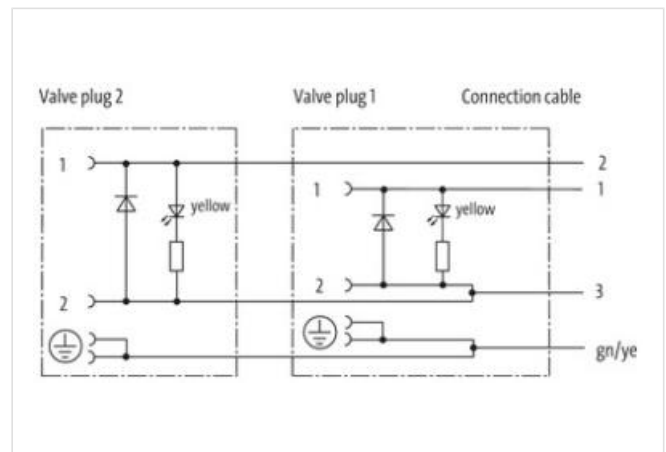 Valve plug 2 Valve plug 1 Connection cable
1 2
1 1
yellow yellow
2 3
2
gn/ye